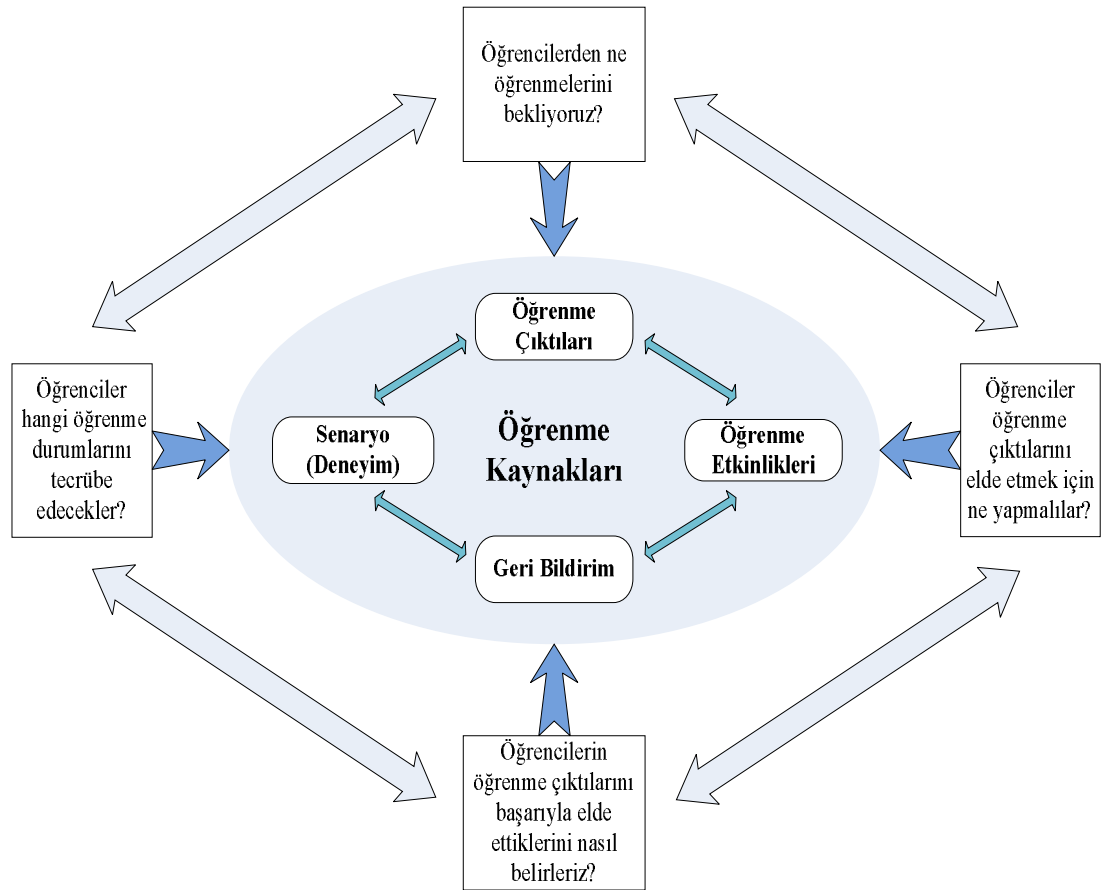 Öğrencilerden ne
öğrenmelerini
bekliyoruz?
Öğrenme
Çıktıları
Öğrenciler
hangi öğrenme
durumlarını
tecrübe
edecekler?
Senaryo
(Deneyim)
Öğrenme
Kaynakları
Öğrenme
Etkinlikleri
Öğrenciler
öğrenme
çıktılarını
elde etmek için
ne yapmalılar?
Geri Bildirim
Öğrencilerin
öğrenme çıktılarını
başarıyla elde
ettiklerini nasıl
belirleriz?